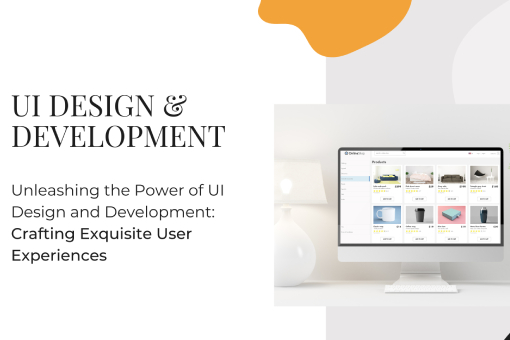 UI DESIGN &
DEVELOPMENT
Unleashing the Power of UI
Design and Development:
Crafting Exquisite User
Experiences
Products